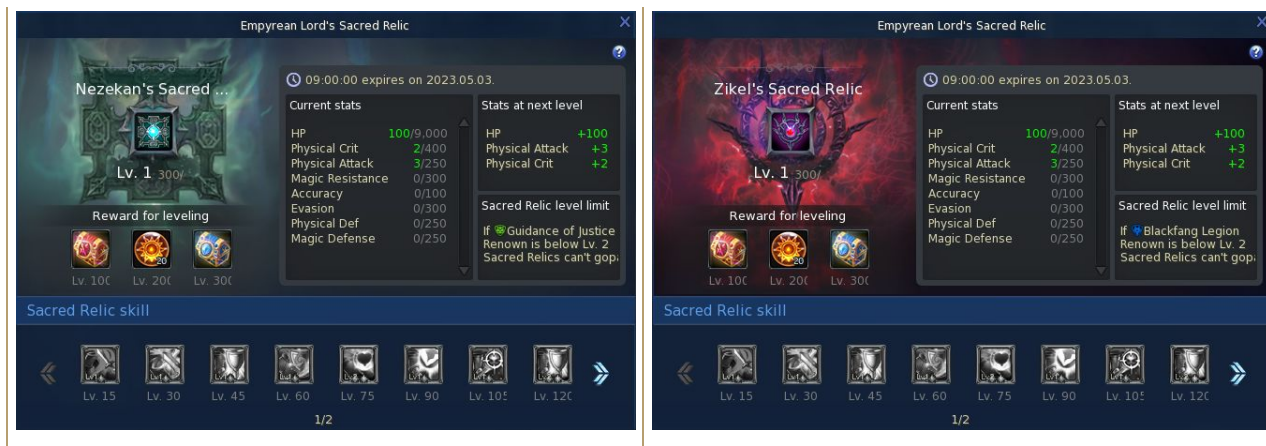 Empyrean Lord's Sacred Relic
X
?
Nezekan's Sacred ...
Lv. 1 300/
Reward for leveling
20
Lv. 100 Lv. 200 Lv. 300
09:00:00 expires on 2023.05.03.
Current stats
HP 100/9,000
Physical Crit 2/400
Physical Attack 3/250
Magic Resistance 0/300
Accuracy 0/100
Evasion 0/300
Physical Def 0/250
Magic Defense 0/250
Stats at next level
HP +100
Physical Attack +3
Physical Crit +2
Sacred Relic level limit
If Guidance of Justice
Renown is below Lv. 2
Sacred Relics can't go
Sacred Relic skill
Lv. 15 Lv. 30 Lv. 45 Lv. 60 Lv. 75 Lv. 90 Lv. 105 Lv. 120
1/2
Empyrean Lord's Sacred Relic
X
?
Zikel's Sacred Relic
Lv. 1 300/
Reward for leveling
20
Lv. 100 Lv. 200 Lv. 300
09:00:00 expires on 2023.05.03.
Current stats
HP 100/9,000
Physical Crit 2/400
Physical Attack 3/250
Magic Resistance 0/300
Accuracy 0/100
Evasion 0/300
Physical Def 0/250
Magic Defense 0/250
Stats at next level
HP +100
Physical Attack +3
Physical Crit +2
Sacred Relic level limit
If Blackfang Legion
Renown is below Lv. 2
Sacred Relics can't go
Sacred Relic skill
Lv. 15 Lv. 30 Lv. 45 Lv. 60 Lv. 75 Lv. 90 Lv. 105 Lv. 120
1/2